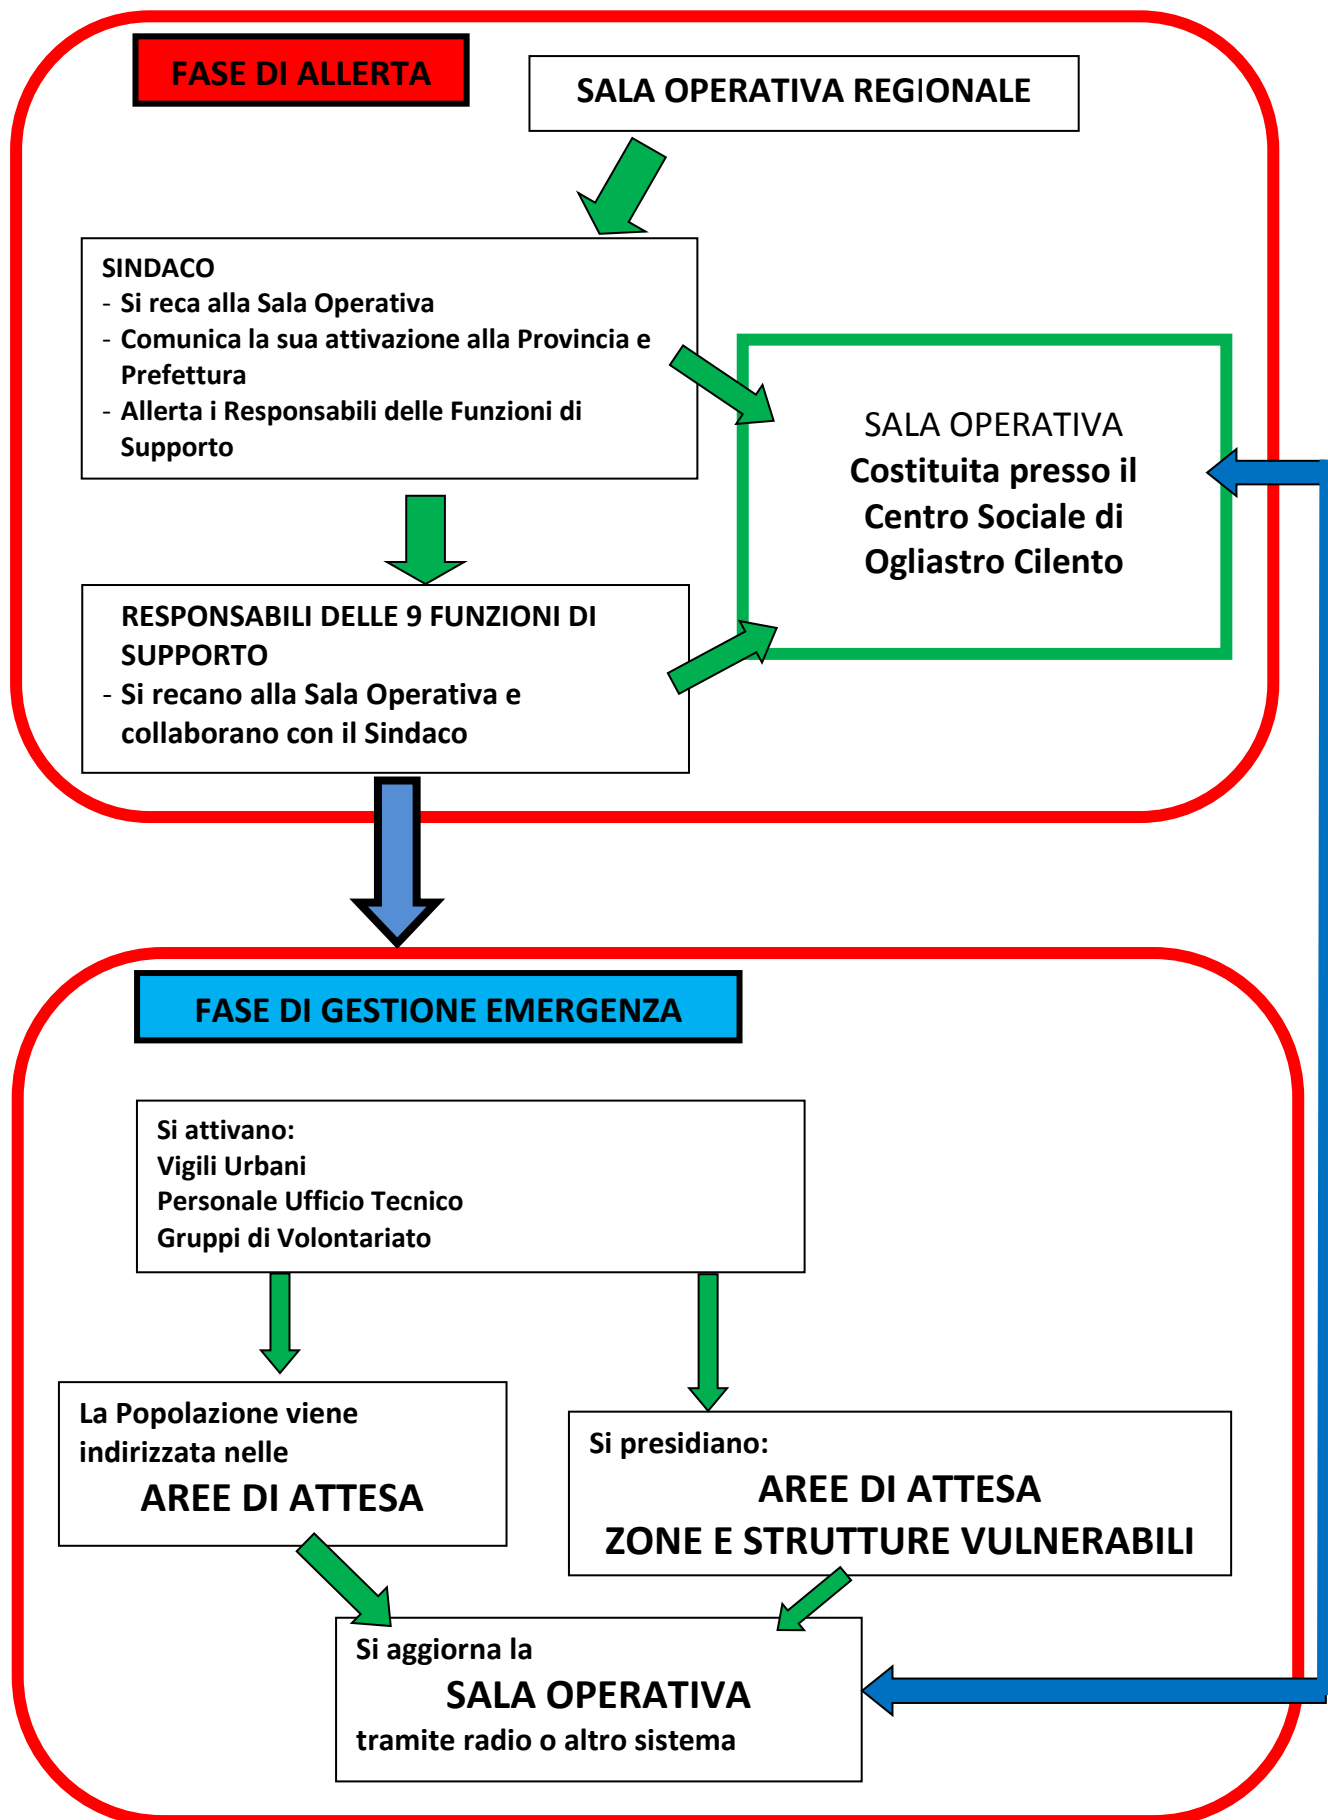 FASE DI ALLERTA
SALA OPERATIVA REGIONALE
SINDACO
- Si reca alla Sala Operativa
- Comunica la sua attivazione alla Provincia e
Prefettura
- Allerta i Responsabili delle Funzioni di
Supporto
SALA OPERATIVA
Costituita presso il
Centro Sociale di
Ogliastro Cilento
RESPONSABILI DELLE 9 FUNZIONI DI
SUPPORTO
- Si recano alla Sala Operativa e
collaborano con il Sindaco
FASE DI GESTIONE EMERGENZA
Si attivano:
Vigili Urbani
Personale Ufficio Tecnico
Gruppi di Volontariato
La Popolazione viene
indirizzata nelle
AREE DI ATTESA
Si presidiano:
AREE DI ATTESA
ZONE E STRUTTURE VULNERABILI
Si aggiorna la
SALA OPERATIVA
tramite radio o altro sistema